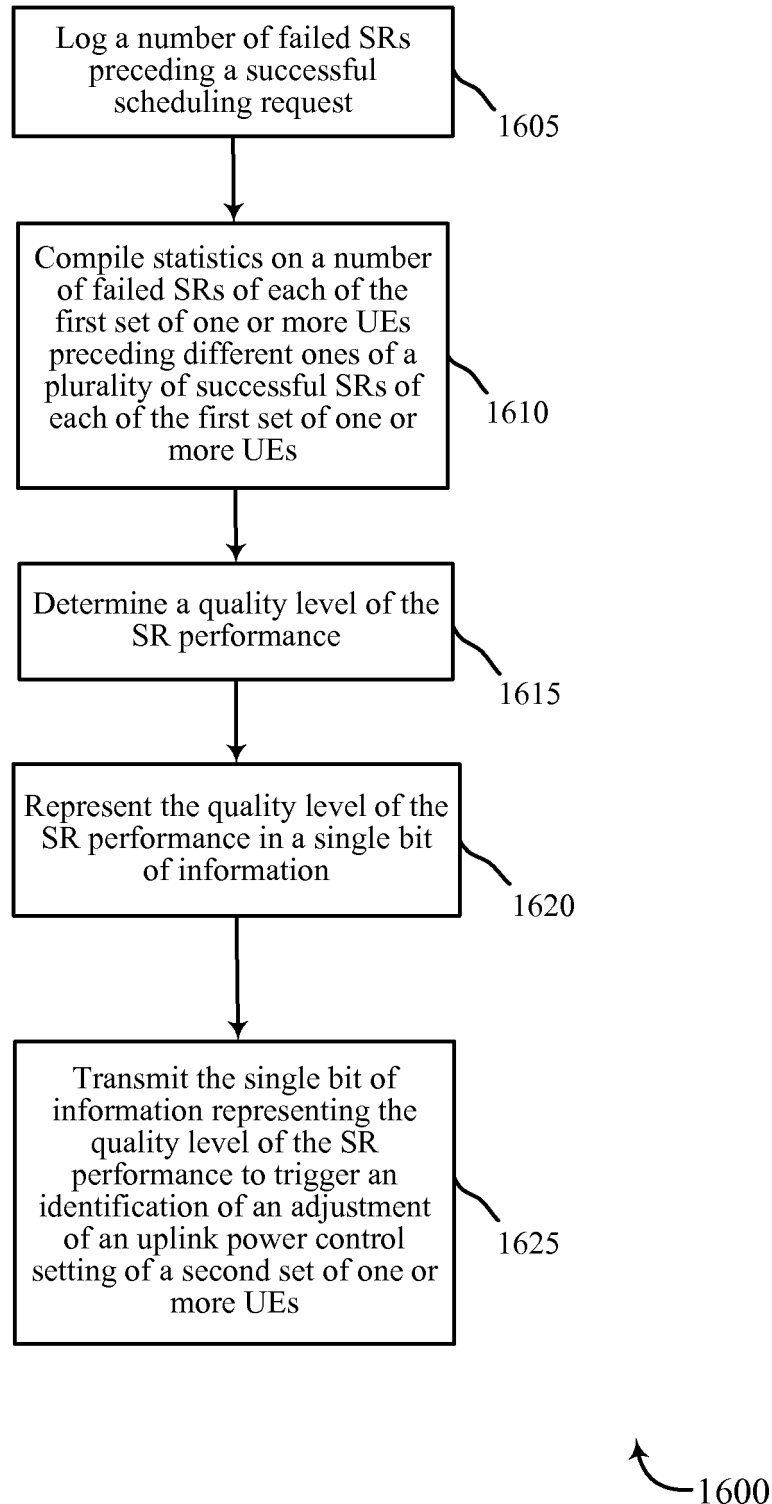 Log a number of failed SRs
preceding a successful
scheduling request
1605
Compile statistics on a number
of failed SRs of each of the
first set of one or more UEs
preceding different ones of a
plurality of successful SRs of
each of the first set of one or
more UEs
1610
Determine a quality level of the
SR performance
1615
Represent the quality level of the
SR performance in a single bit
of information
1620
Transmit the single bit of
information representing the
quality level of the SR
performance to trigger an
identification of an adjustment
of an uplink power control
setting of a second set of one or
more UEs
1625
1600